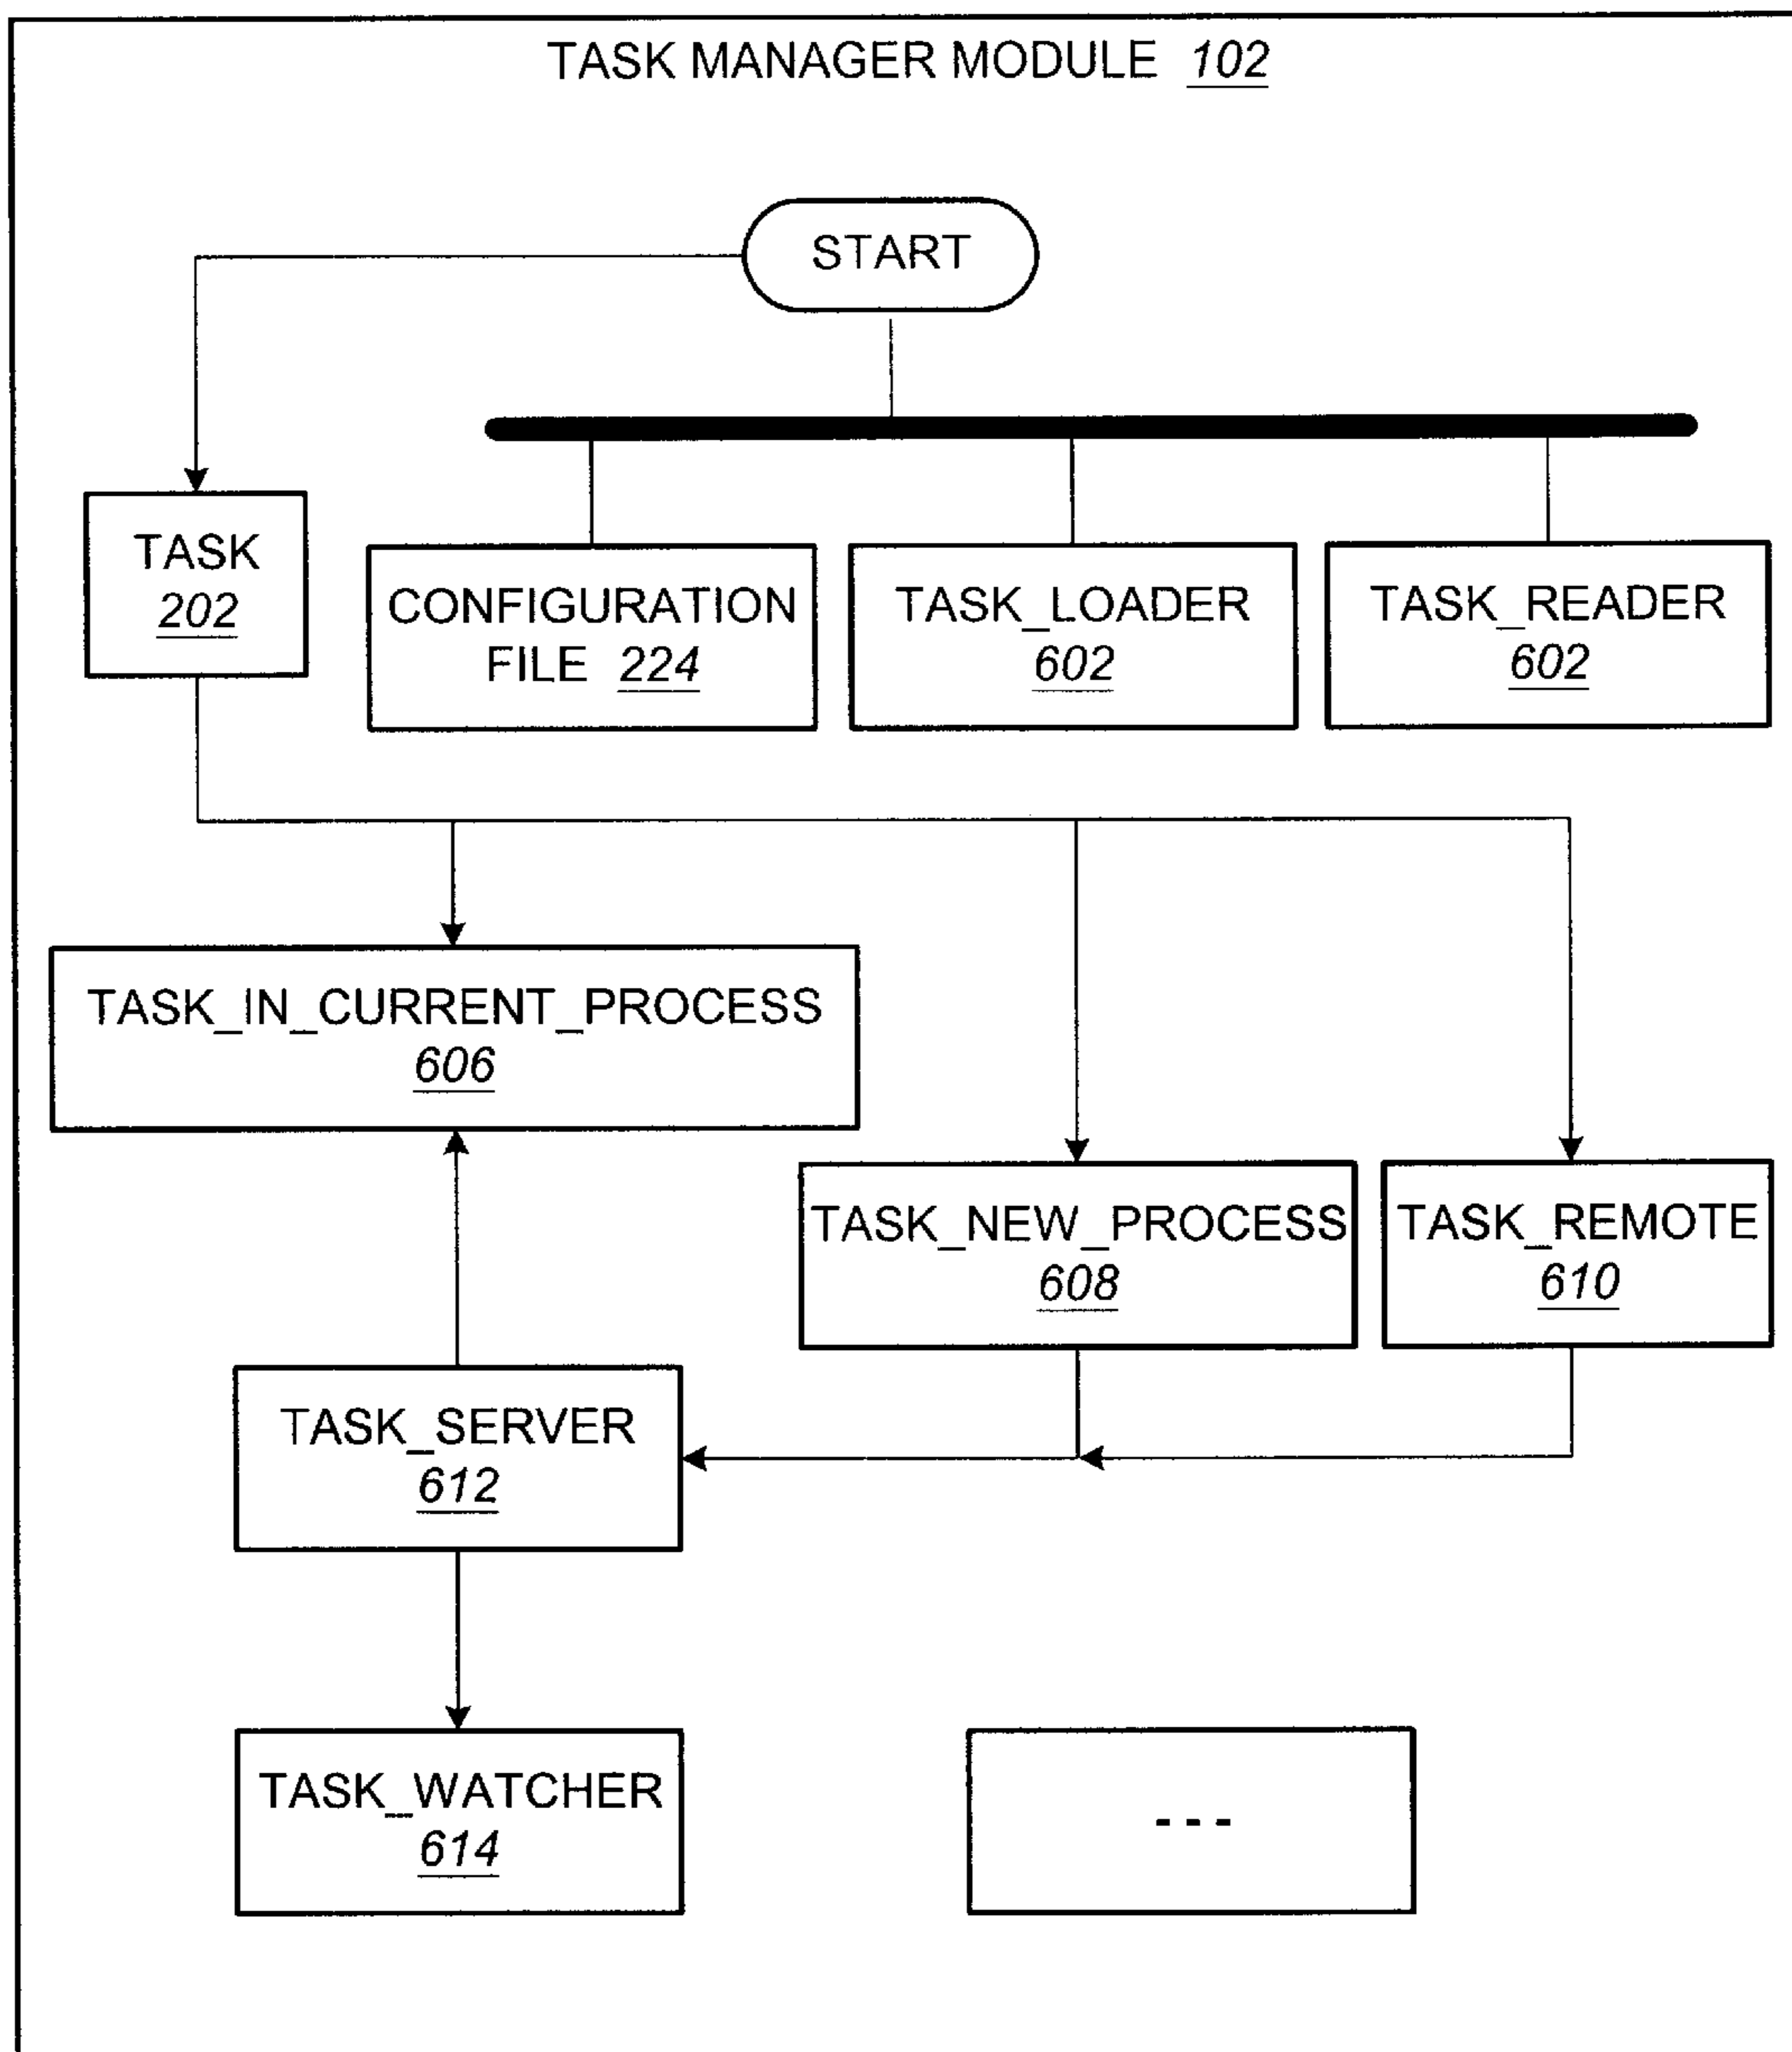 TASK MANAGER MODULE 102
START
TASK
202
CONFIGURATION
FILE 224
TASK_LOADER
602
TASK_READER
602
TASK_IN_CURRENT_PROCESS
606
TASK_NEW_PROCESS
608
TASK_REMOTE
610
TASK_SERVER
612
TASK_WATCHER
614
---